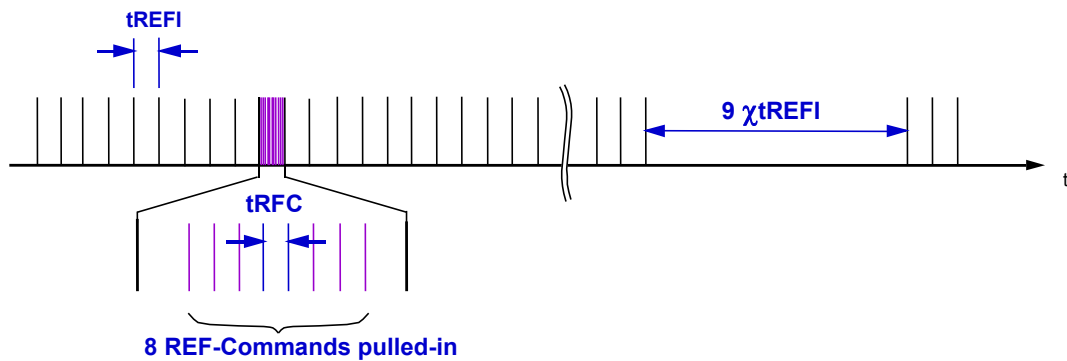 tREFI
9 χtREFI
t
tRFC
8 REF-Commands pulled-in